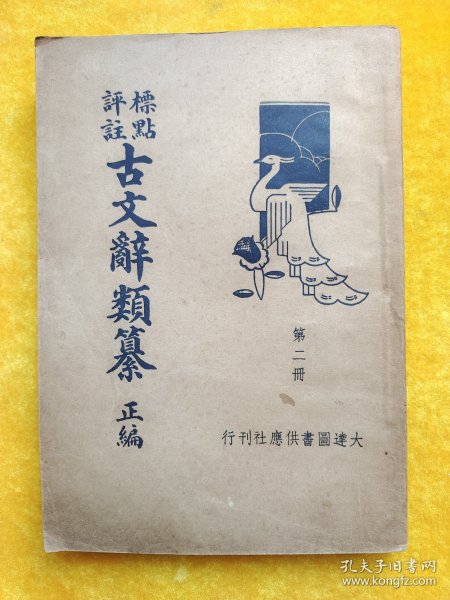 標點
評註
古文辭類纂 正編
第二冊
大達圖書供應社刊行
孔夫子旧书网
www.kongfz.com